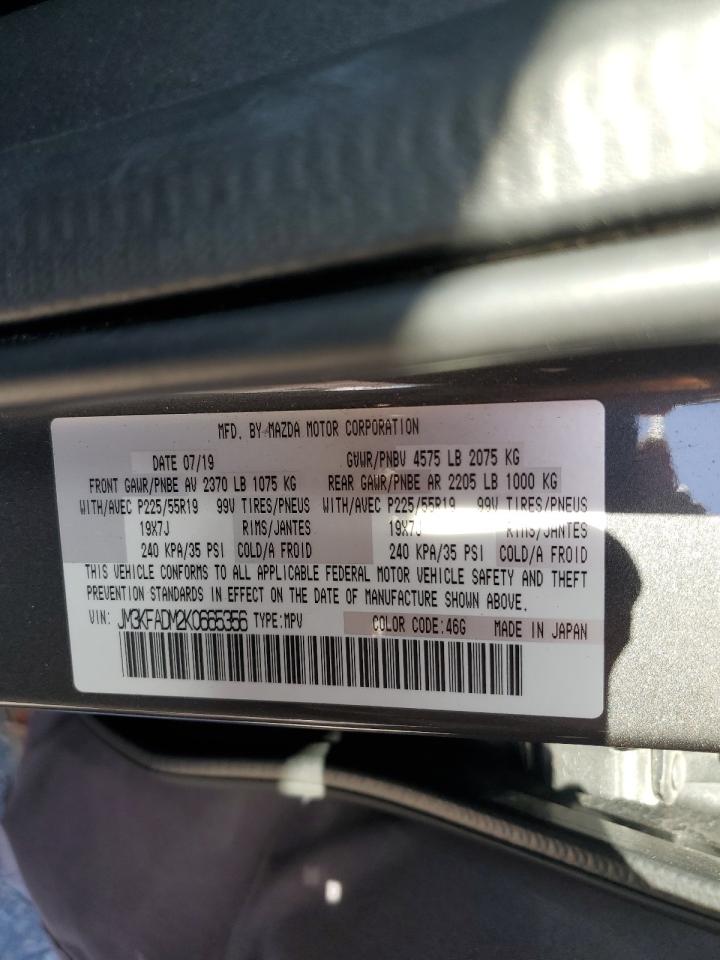 MFD. BY MAZDA MOTOR CORPORATION
DATE 07/19 GAWR/PNBV 4575 LB 2075 KG
FRONT GAWR/PNBE AV 2370 LB 1075 KG REAR GAWR/PNBE AR 2205 LB 1000 KG
WITH/AVEC P225/55R19 99V TIRES/PNEUS WITH/AVEC P225/55R19 99V TIRES/PNEUS
19X7J RIMS/JANTES 19X7J RIMS/JANTES
240 KPA/35 PSI COLD/A FROID 240 KPA/35 PSI COLD/A FROID
THIS VEHICLE CONFORMS TO ALL APPLICABLE FEDERAL MOTOR VEHICLE SAFETY AND THEFT
PREVENTION STANDARDS IN EFFECT ON THE DATE OF MANUFACTURE SHOWN ABOVE.
VIN: JM3KFADM2K0665356 TYPE:MPV COLOR CODE:46G MADE IN JAPAN